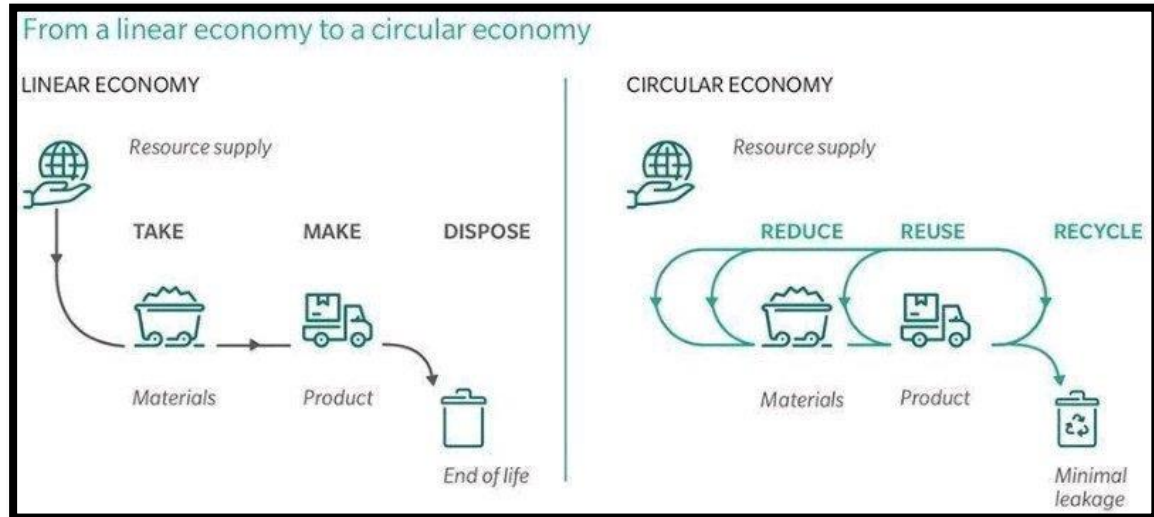 From a linear economy to a circular economy
LINEAR ECONOMY
Resource supply
TAKE
MAKE
DISPOSE
Materials
Product
End of life
CIRCULAR ECONOMY
Resource supply
REDUCE
REUSE
RECYCLE
Materials
Product
Minimal
leakage